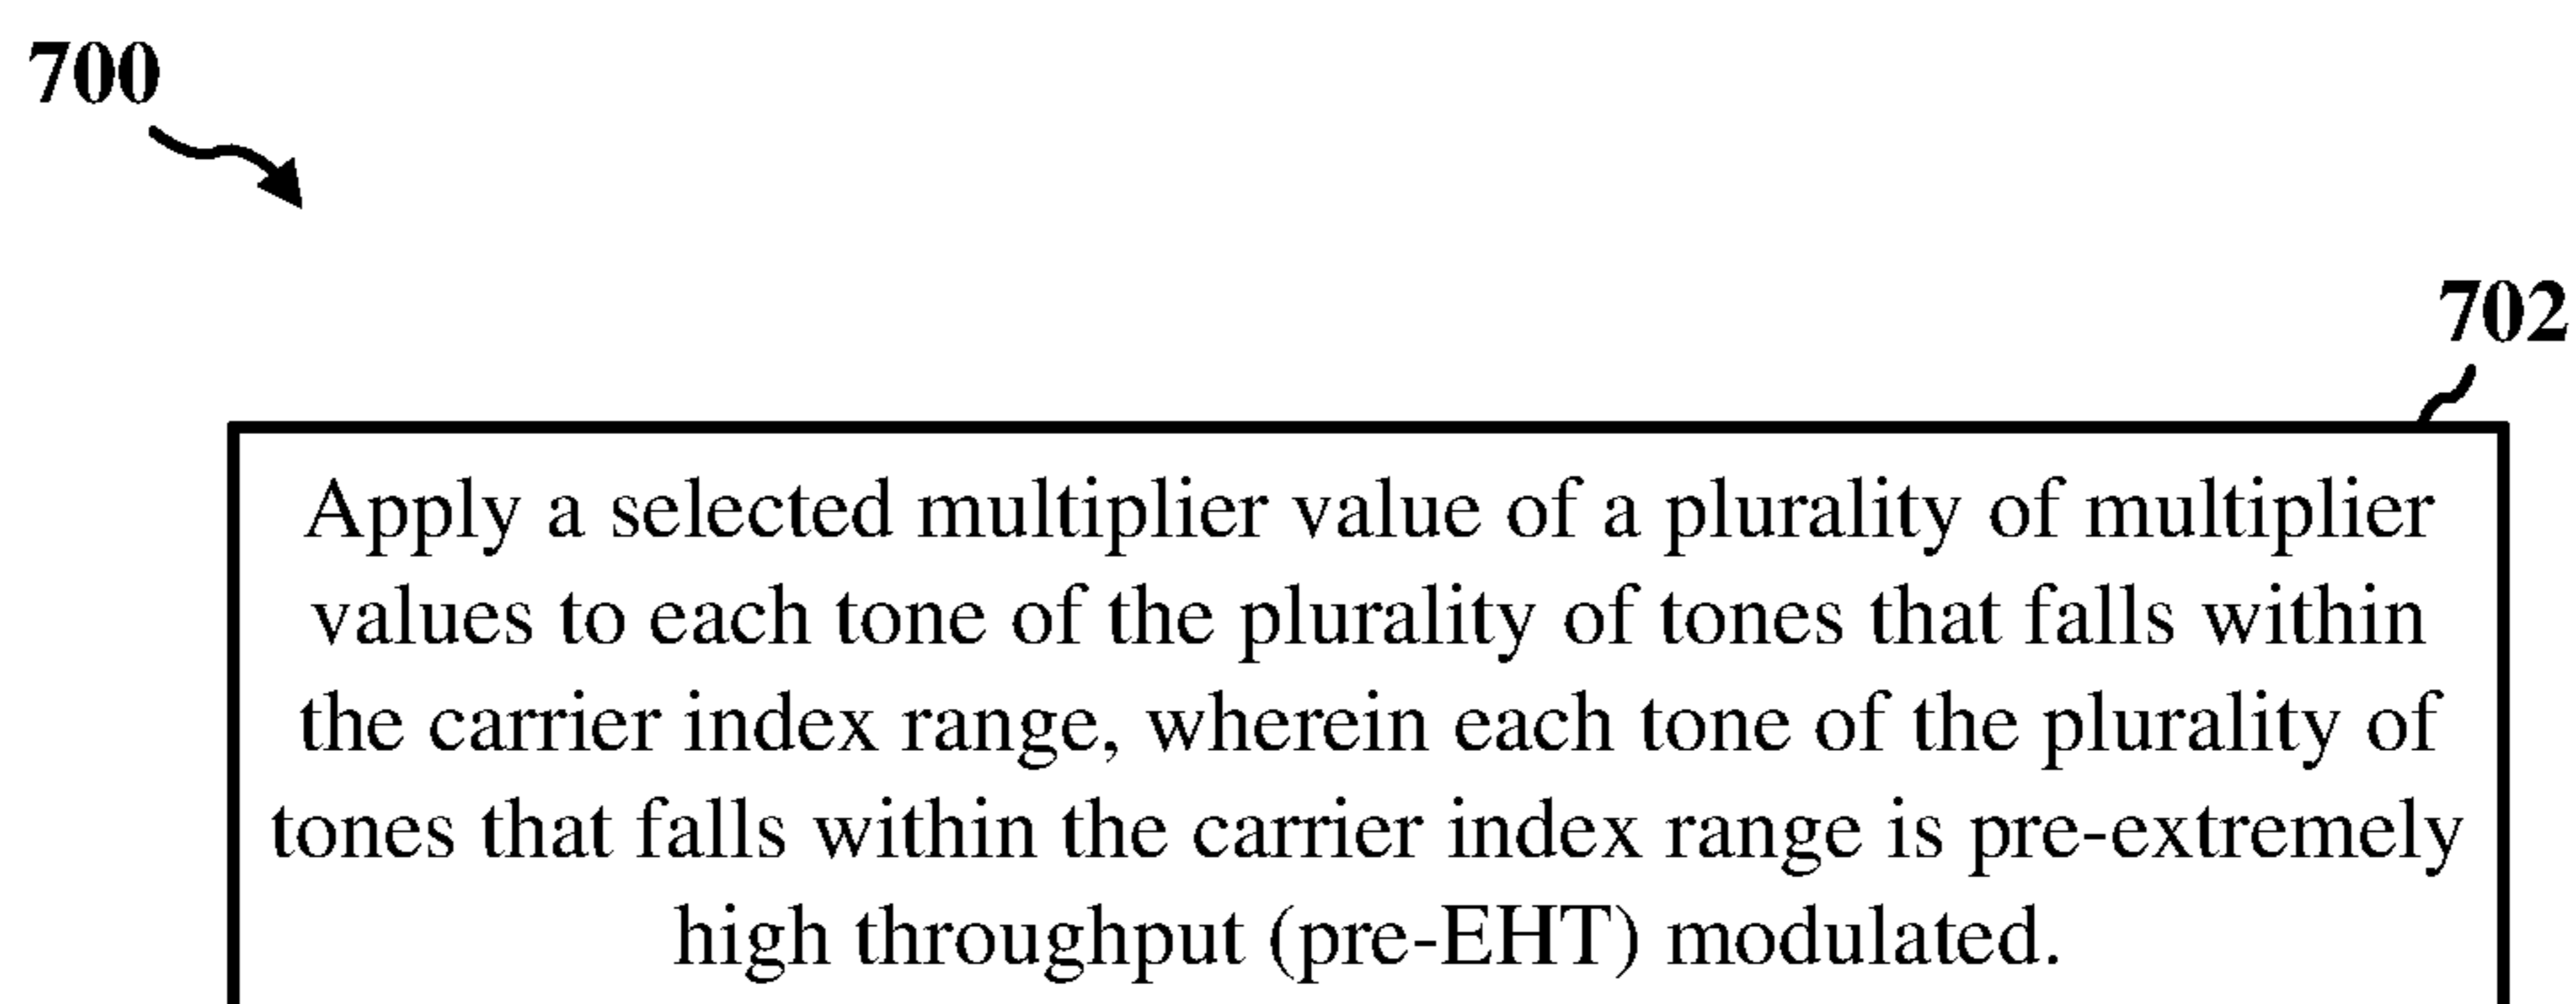 700
702
Apply a selected multiplier value of a plurality of multiplier
values to each tone of the plurality of tones that falls within
the carrier index range, wherein each tone of the plurality of
tones that falls within the carrier index range is pre-extremely
high throughput (pre-EHT) modulated.